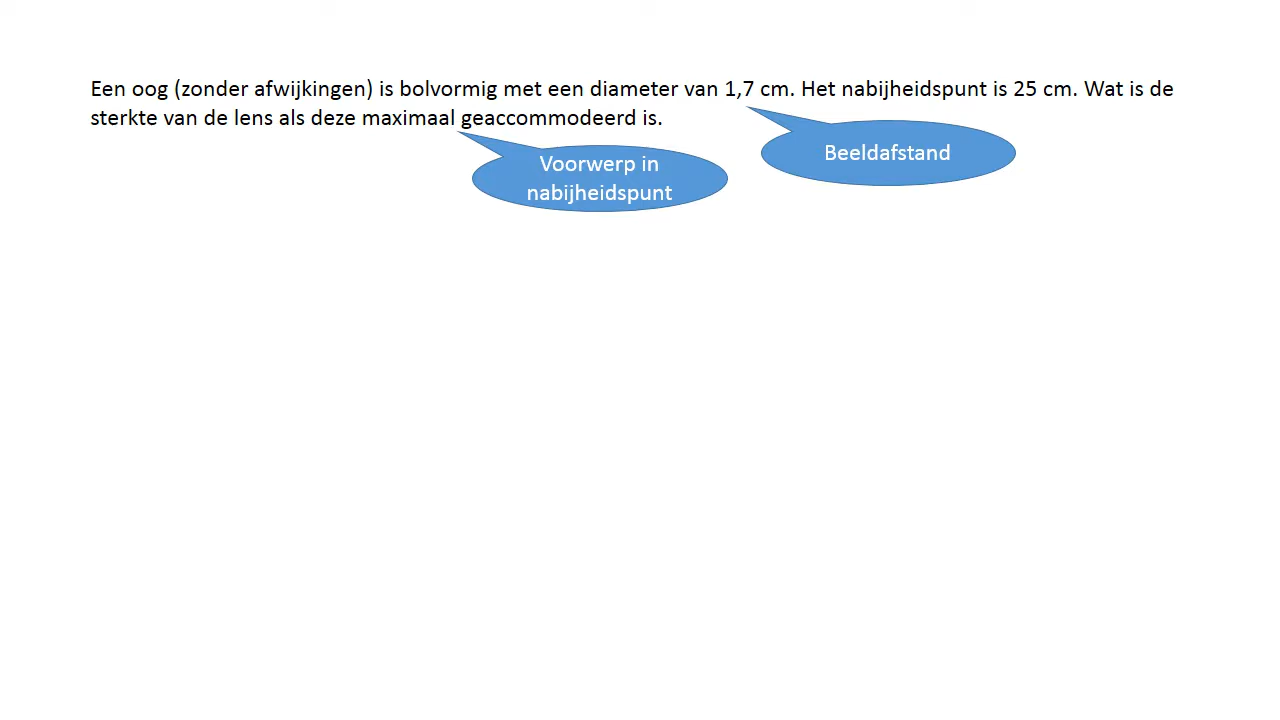 Een oog (zonder afwijkingen) is bolvormig met een diameter van 1,7 cm. Het nabijheidspunt is 25 cm. Wat is de
sterkte van de lens als deze maximaal geaccommodeerd is.
Beeldafstand
Voorwerp in
nabijheidspunt